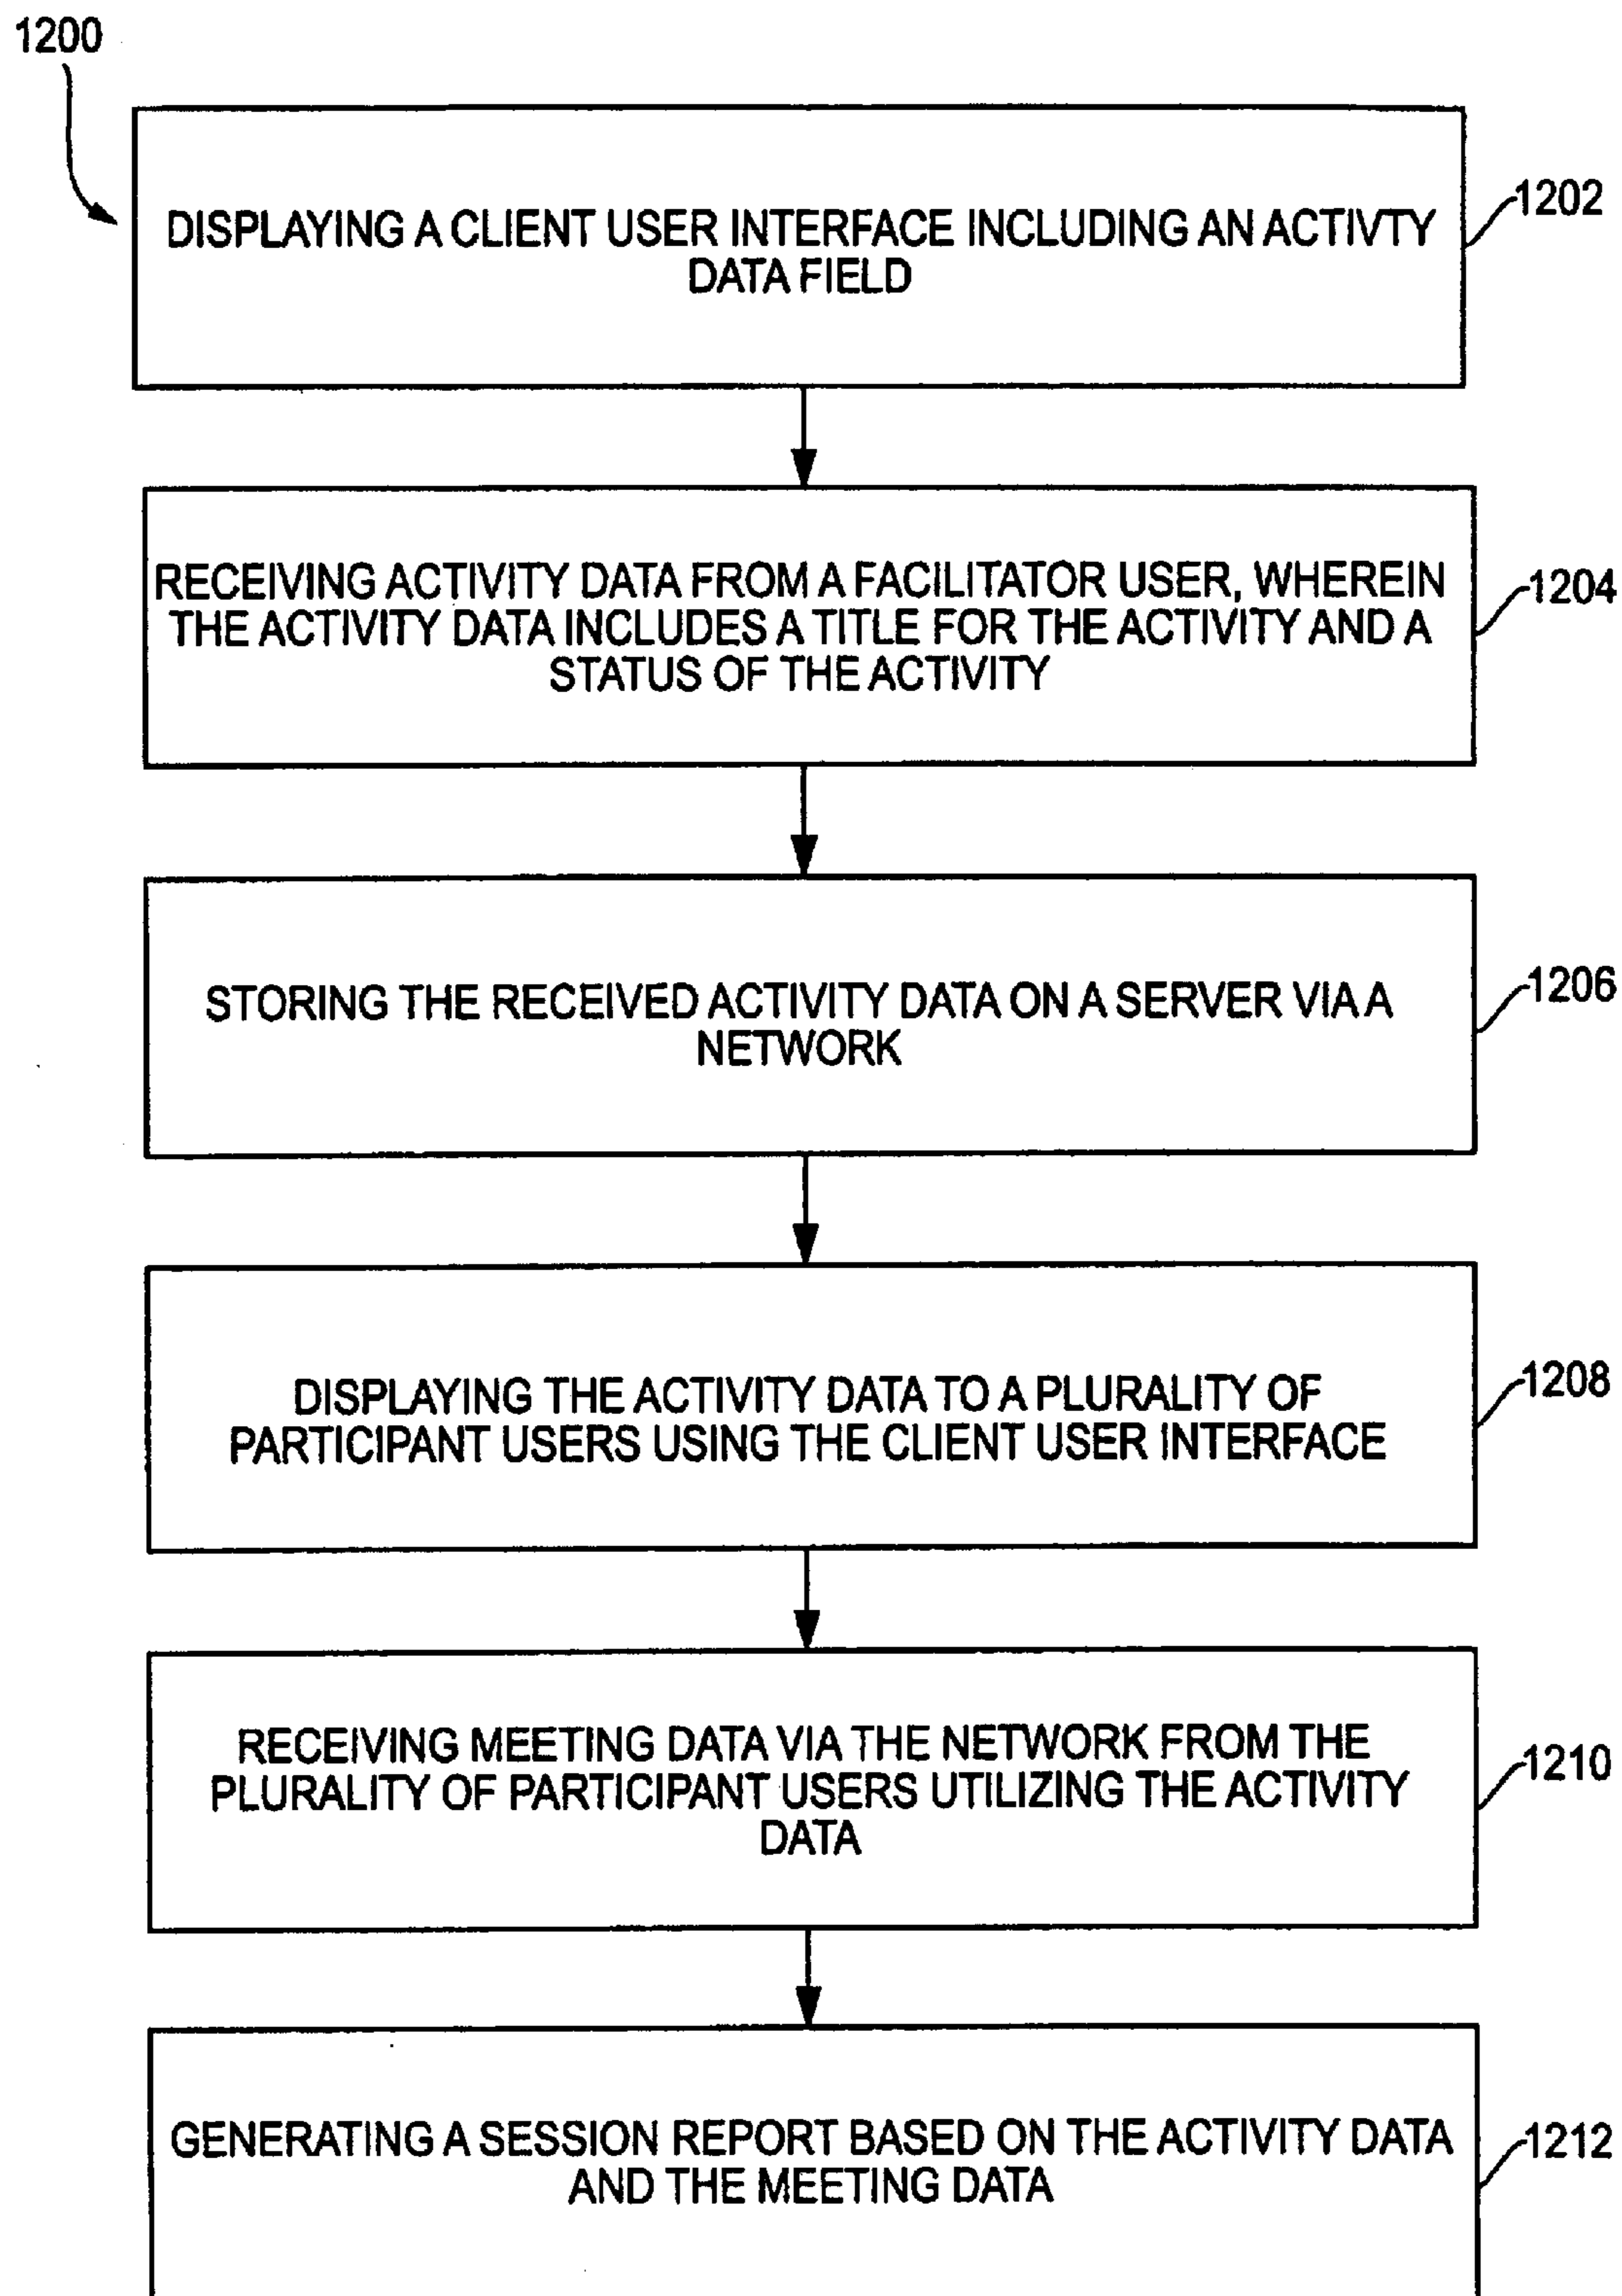 1200
DISPLAYING A CLIENT USER INTERFACE INCLUDING AN ACTIVTY
DATA FIELD
1202
RECEIVING ACTIVITY DATA FROM A FACILITATOR USER, WHEREIN
THE ACTIVITY DATA INCLUDES A TITLE FOR THE ACTIVITY AND A
STATUS OF THE ACTIVITY
1204
STORING THE RECEIVED ACTIVITY DATA ON A SERVER VIA A
NETWORK
1206
DISPLAYING THE ACTIVITY DATA TO A PLURALITY OF
PARTICIPANT USERS USING THE CLIENT USER INTERFACE
1208
RECEIVING MEETING DATA VIA THE NETWORK FROM THE
PLURALITY OF PARTICIPANT USERS UTILIZING THE ACTIVITY
DATA
1210
GENERATING A SESSION REPORT BASED ON THE ACTIVITY DATA
AND THE MEETING DATA
1212